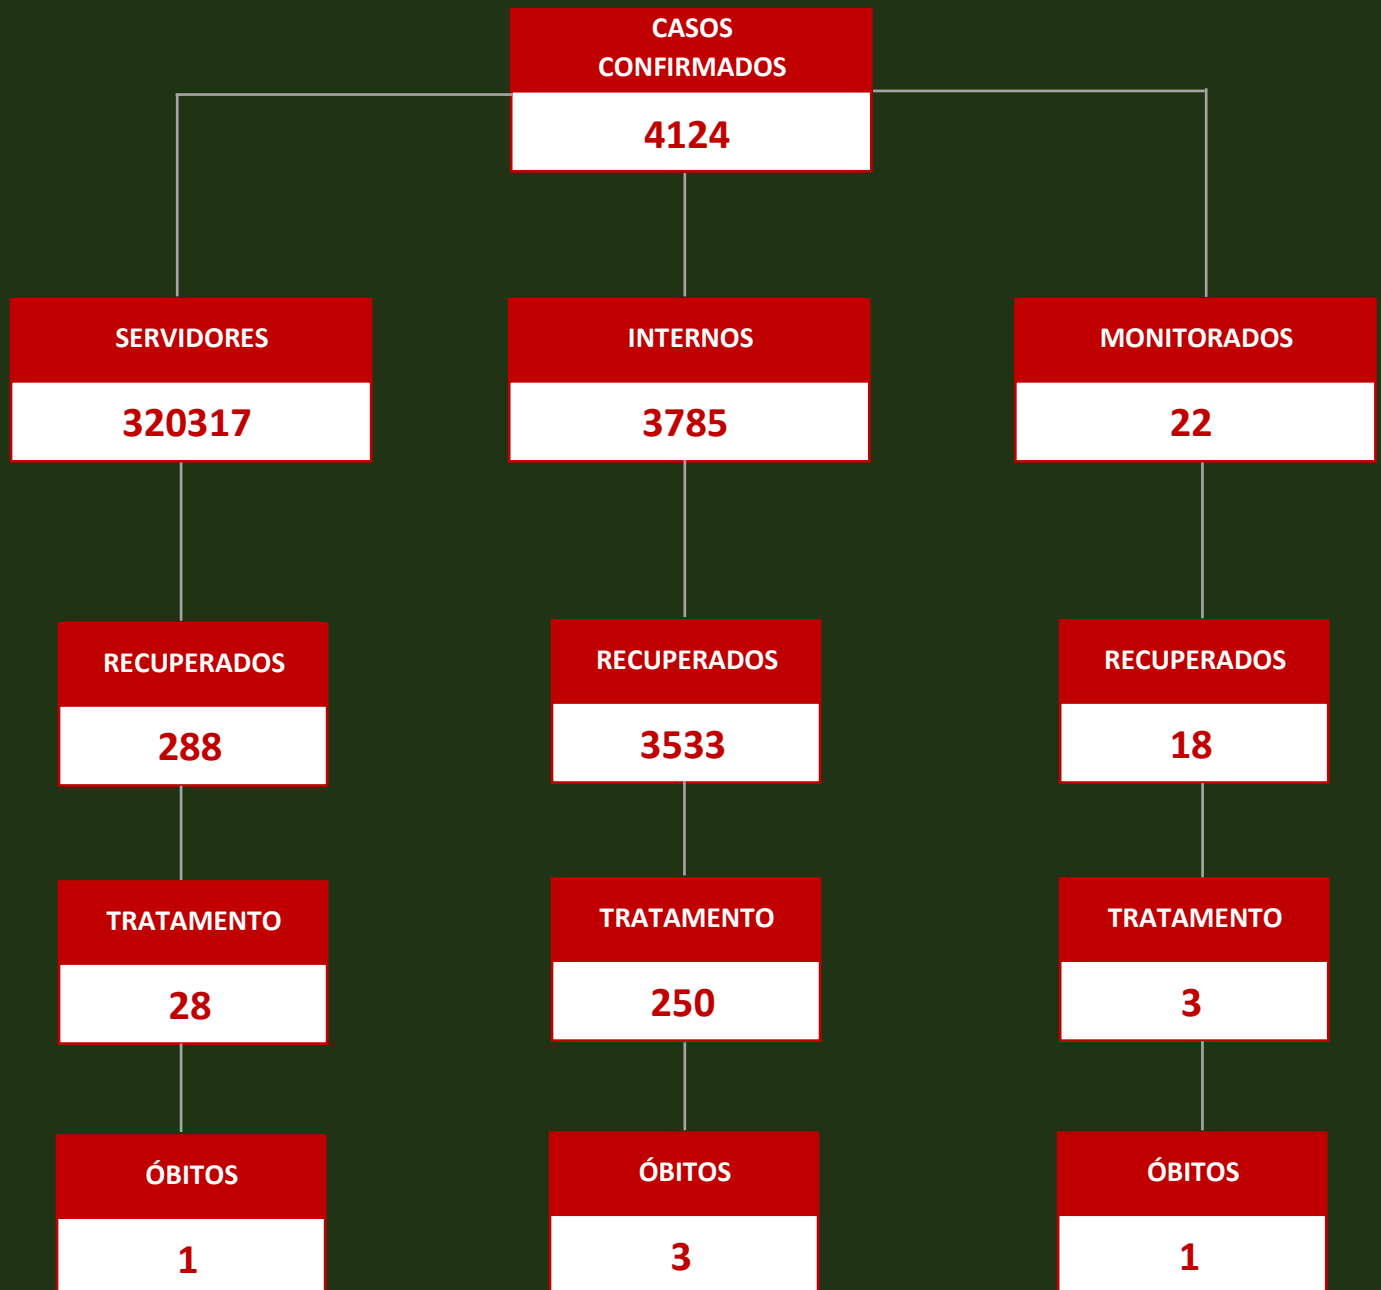 CASOS
CONFIRMADOS
4124
SERVIDORES
320317
INTERNOS
3785
MONITORADOS
22
RECUPERADOS
288
RECUPERADOS
3533
RECUPERADOS
18
TRATAMENTO
28
TRATAMENTO
250
TRATAMENTO
3
ÓBITOS
1
ÓBITOS
3
ÓBITOS
1